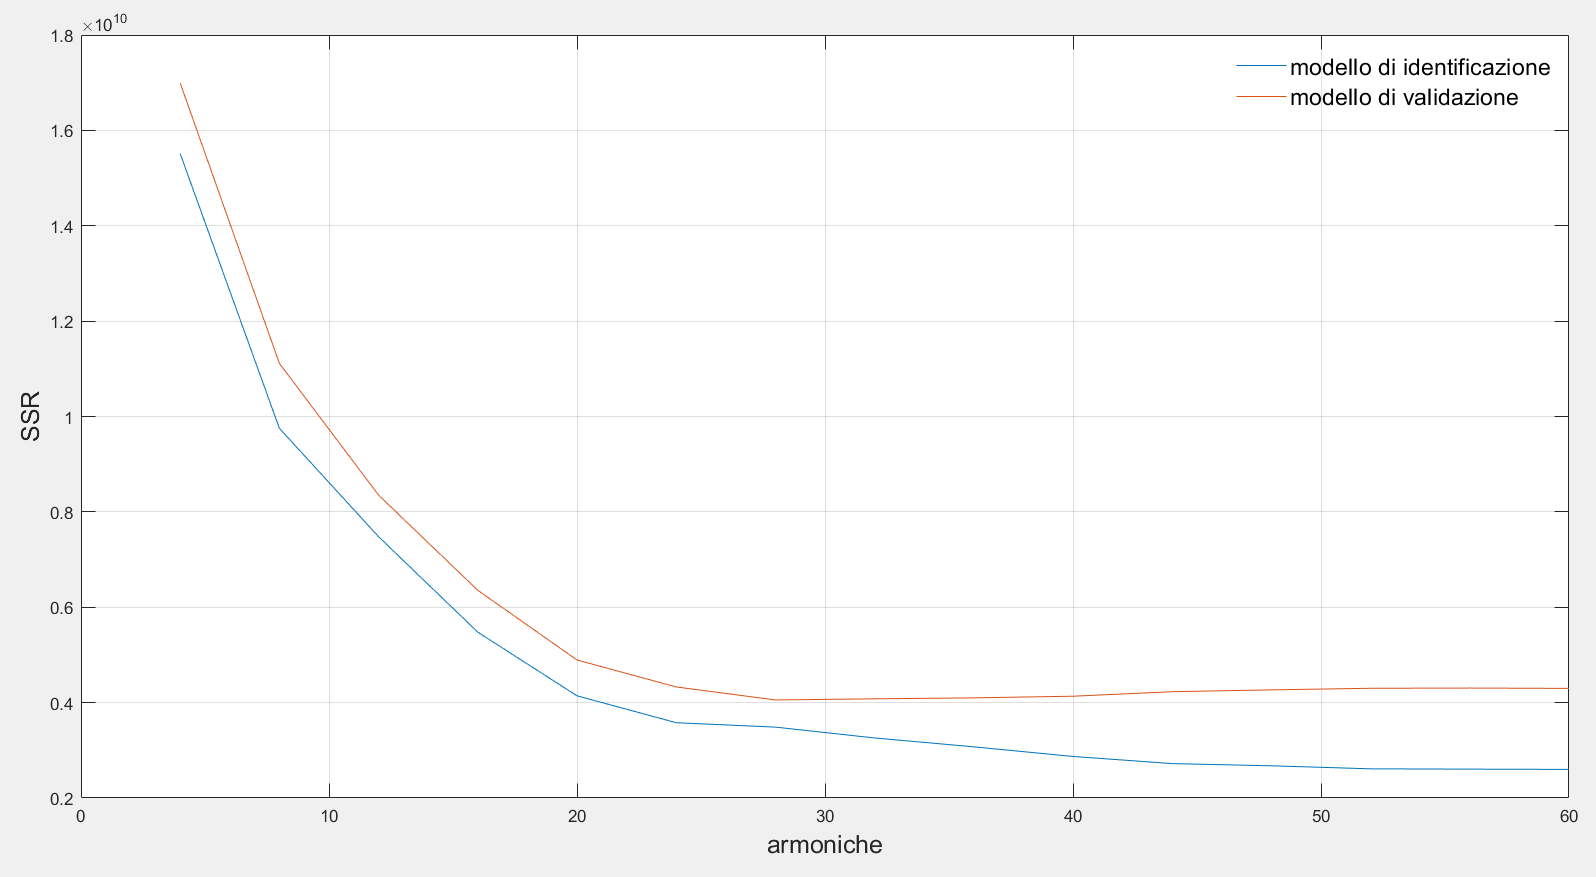 ×10¹⁰
1.8
1.6
1.4
1.2
1
0.8
0.6
0.4
0.2
SSR
modello di identificazione
modello di validazione
0 10 20 30 40 50 60
armoniche